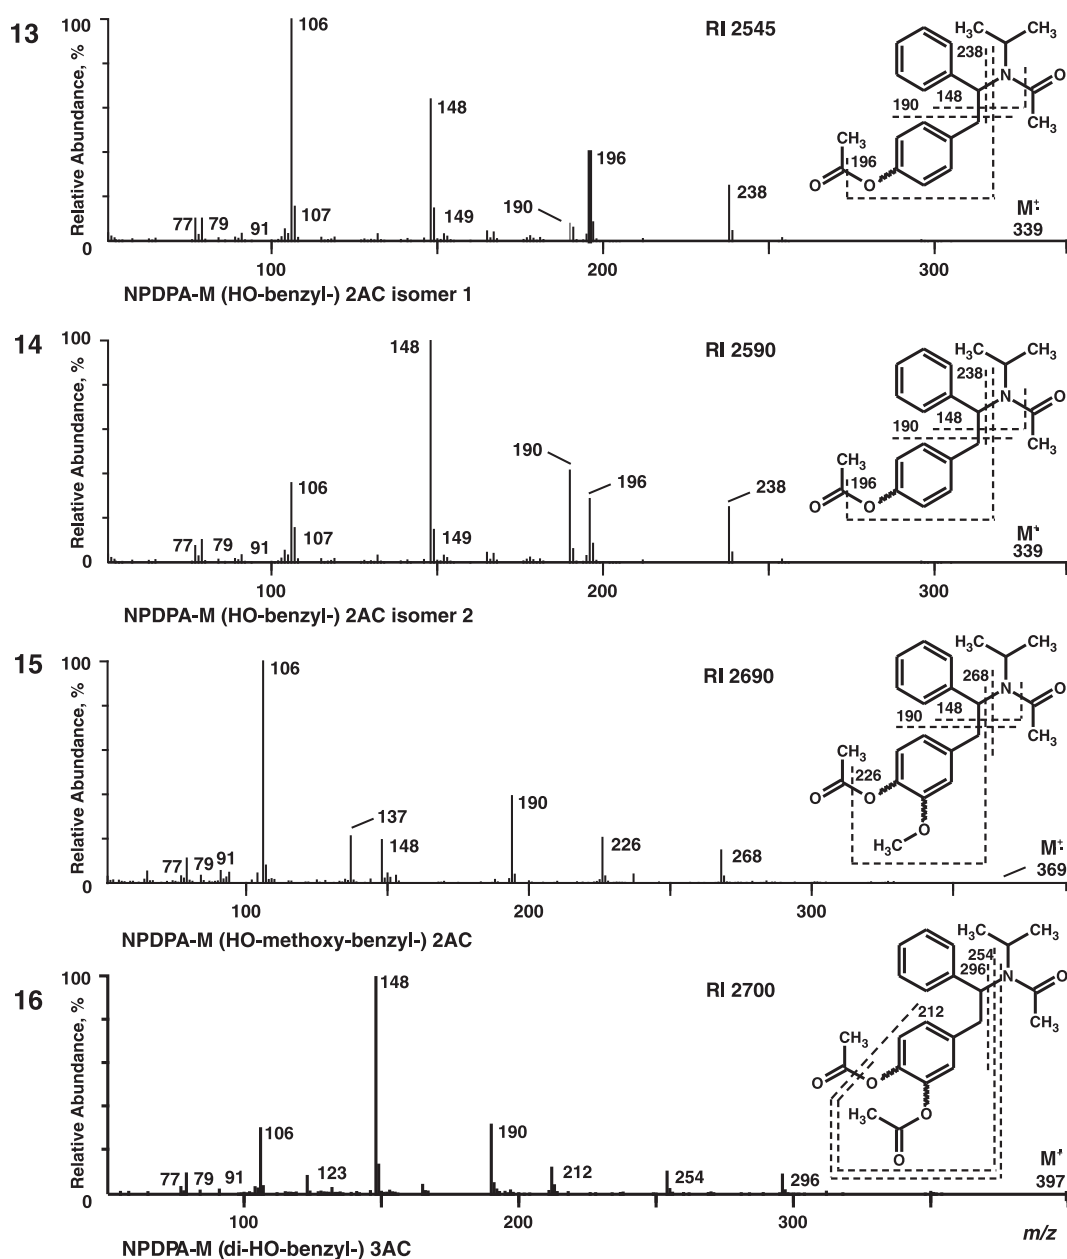 13
Relative Abundance, %
100
0
106
148
196
238
190
77
79
91
107
149
RI 2545
100
200
300
NPDPA-M (HO-benzyl-) 2AC isomer 1
H₃C
CH₃
238
N
O
148
190
CH₃
CH₃
196
O
O
M⁺·
339
14
Relative Abundance, %
100
0
148
190
196
238
106
77
79
91
107
149
RI 2590
100
200
300
NPDPA-M (HO-benzyl-) 2AC isomer 2
H₃C
CH₃
238
N
O
148
190
CH₃
CH₃
196
O
O
M⁺·
339
15
Relative Abundance, %
100
0
106
137
148
190
226
268
77
79
91
RI 2690
100
200
300
NPDPA-M (HO-methoxy-benzyl-) 2AC
H₃C
CH₃
268
N
O
148
190
CH₃
CH₃
226
O
O
O
H₃C
M⁺·
369
16
Relative Abundance, %
100
0
148
106
190
212
254
296
77
79
91
123
RI 2700
100
200
300
m/z
NPDPA-M (di-HO-benzyl-) 3AC
H₃C
CH₃
254
296
N
O
212
CH₃
CH₃
O
O
H₃C
O
O
M⁺·
397